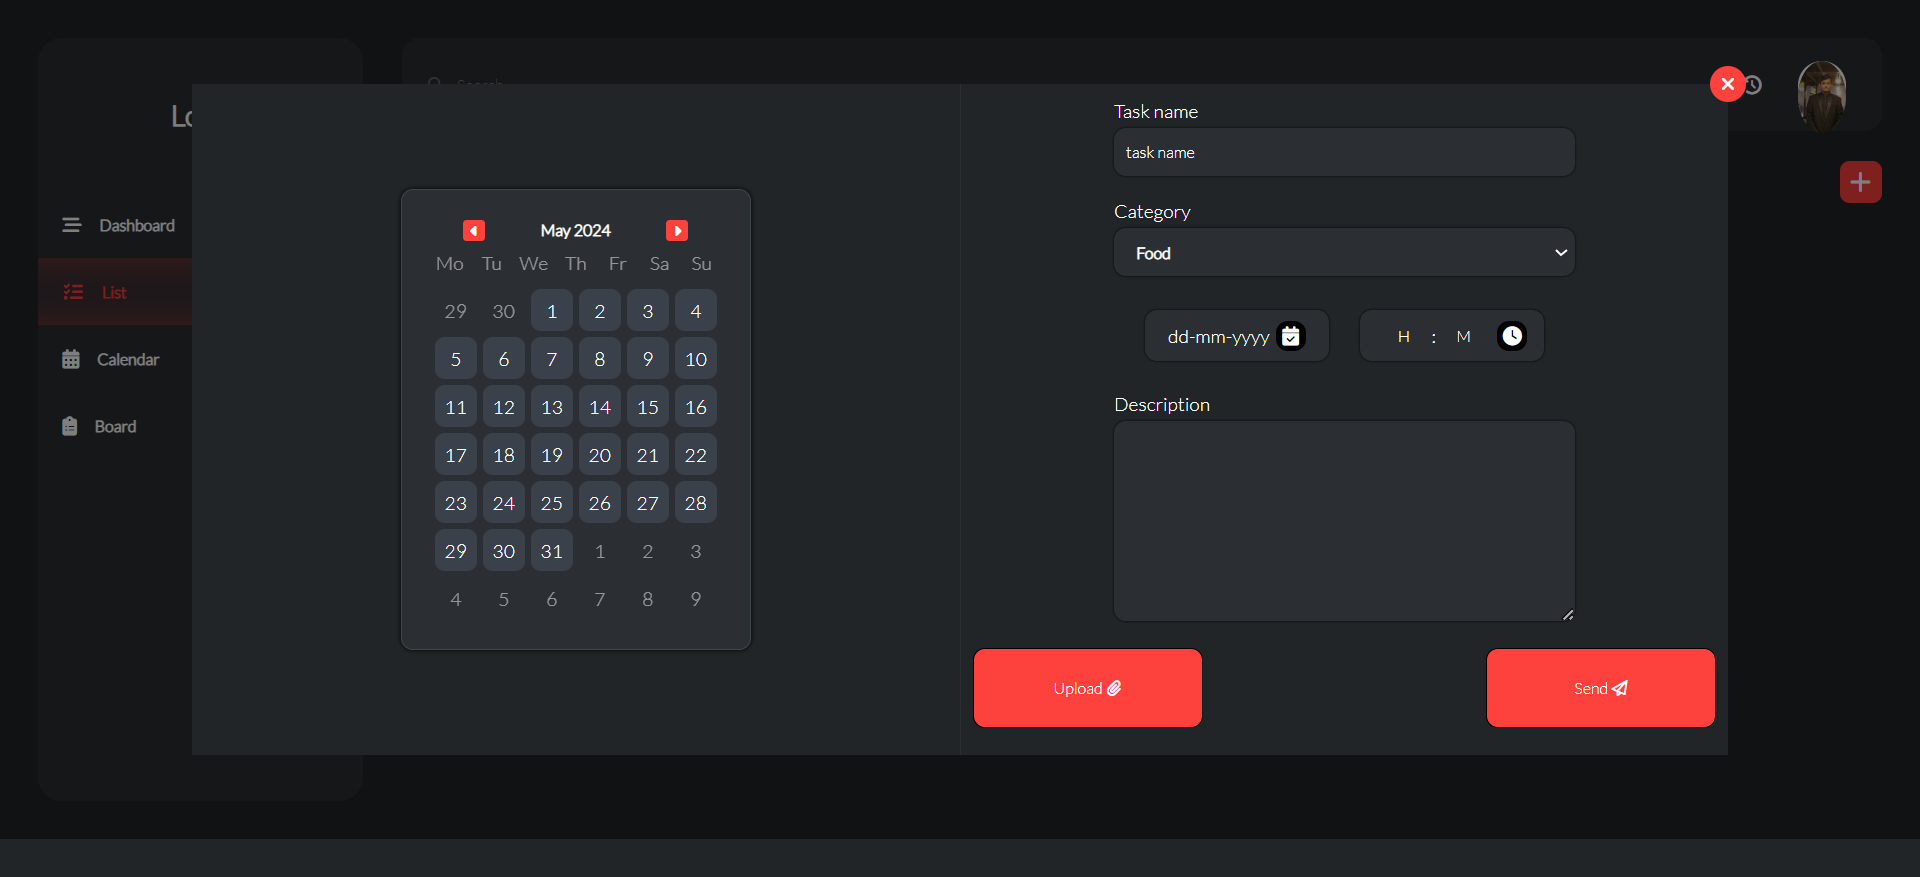 Search
Lo
Dashboard
List
Calendar
Board
May 2024
Mo Tu We Th Fr Sa Su
29 30 1 2 3 4
5 6 7 8 9 10
11 12 13 14 15 16
17 18 19 20 21 22
23 24 25 26 27 28
29 30 31 1 2 3
4 5 6 7 8 9
Task name
task name
Category
Food
dd-mm-yyyy
H : M
Description
Upload
Send